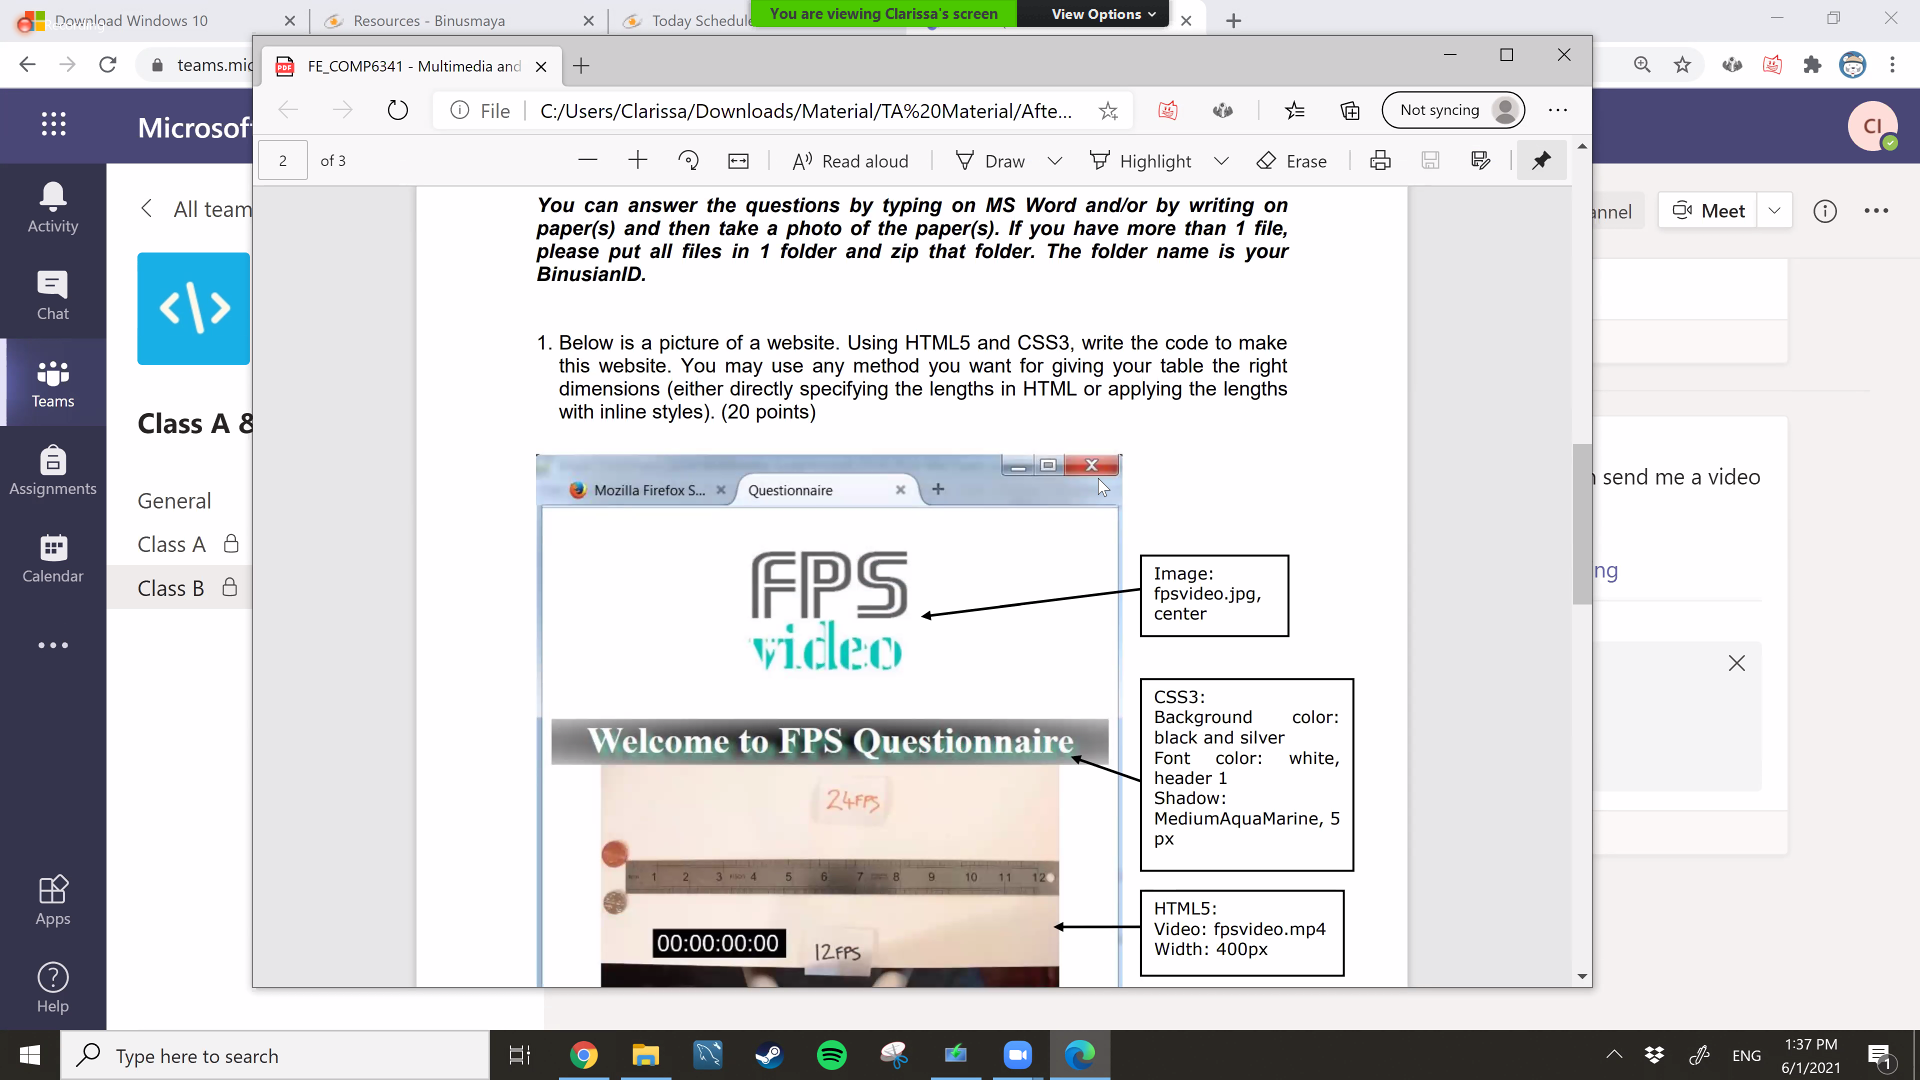 Download Windows 10
Resources - Binusmaya
Today Schedule
You are viewing Clarissa's screen
View Options
teams.mic
FE_COMP6341 - Multimedia and
File
C:/Users/Clarissa/Downloads/Material/TA%20Material/Afte...
Not syncing
2
of 3
Read aloud
Draw
Highlight
Erase
Microsof
CI
Activity
Chat
Teams
Assignments
Calendar
Apps
Help
All team
Class A &
General
Class A
Class B
annel
Meet
send me a video
ng
You can answer the questions by typing on MS Word and/or by writing on
paper(s) and then take a photo of the paper(s). If you have more than 1 file,
please put all files in 1 folder and zip that folder. The folder name is your
BinusianID.
1. Below is a picture of a website. Using HTML5 and CSS3, write the code to make
this website. You may use any method you want for giving your table the right
dimensions (either directly specifying the lengths in HTML or applying the lengths
with inline styles). (20 points)
Mozilla Firefox S...
Questionnaire
FPS
video
Image:
fpsvideo.jpg,
center
Welcome to FPS Questionnaire
CSS3:
Background color:
black and silver
Font color: white,
header 1
Shadow:
MediumAquaMarine, 5
px
24FPS
1 2 3 4 5 6 7 8 9 10 11 12
00:00:00:00
12FPS
HTML5:
Video: fpsvideo.mp4
Width: 400px
Type here to search
ENG
1:37 PM
6/1/2021
1